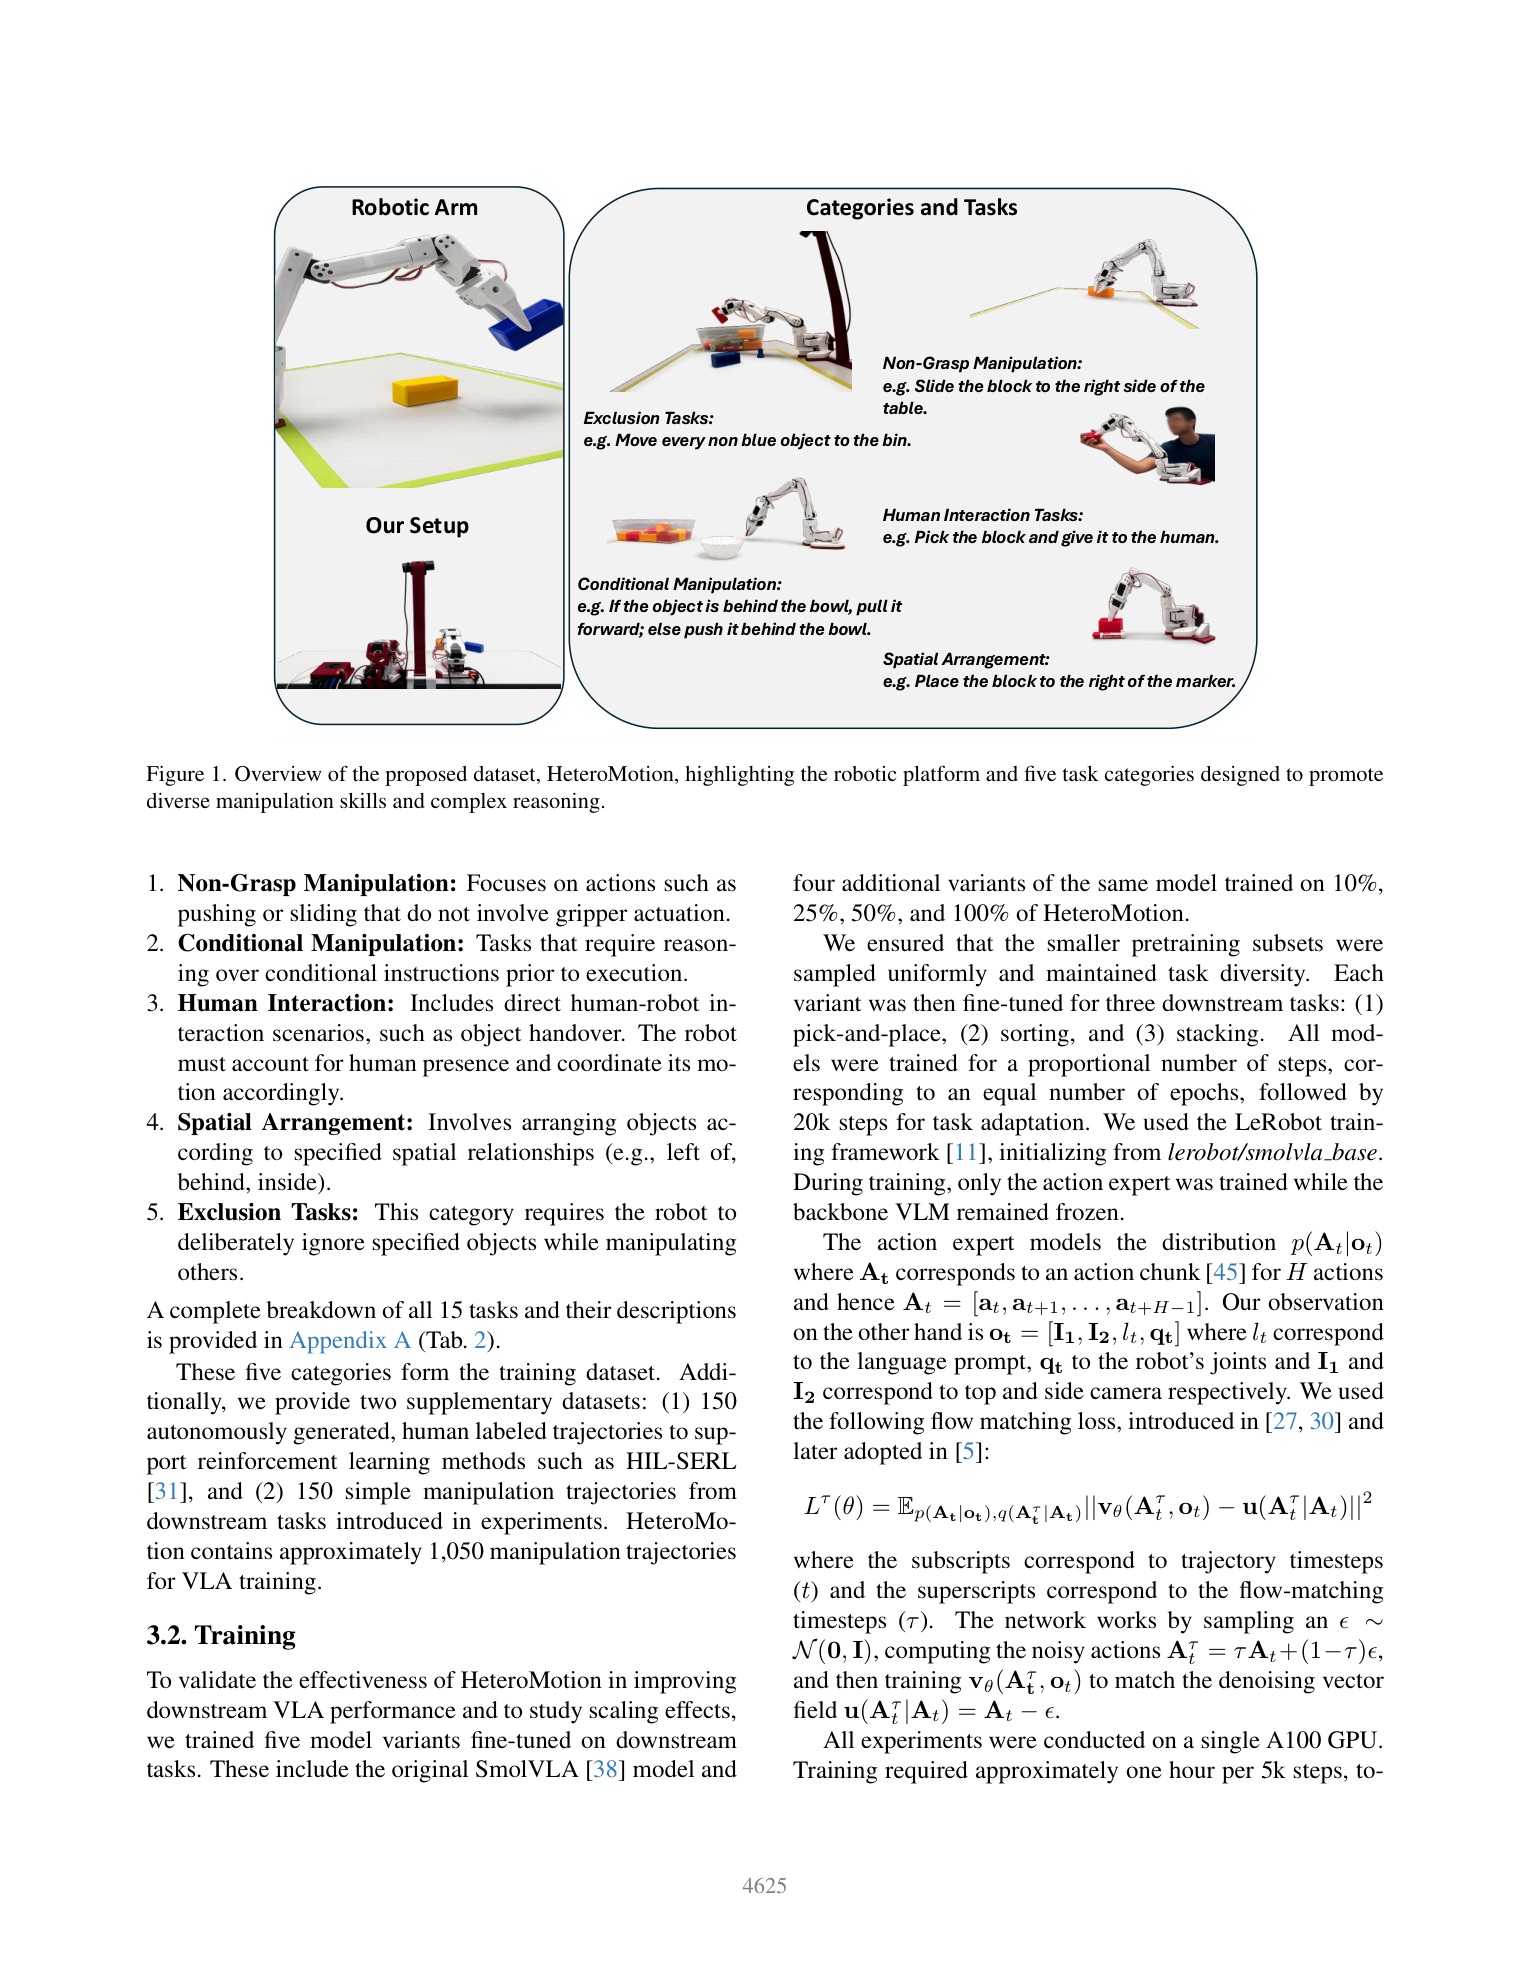 Robotic Arm
Our Setup
Categories and Tasks
Exclusion Tasks:
e.g. Move every non blue object to the bin.
Non-Grasp Manipulation:
e.g. Slide the block to the right side of the
table.
Conditional Manipulation:
e.g. If the object is behind the bowl, pull it
forward; else push it behind the bowl.
Human Interaction Tasks:
e.g. Pick the block and give it to the human.
Spatial Arrangement:
e.g. Place the block to the right of the marker.
Figure 1. Overview of the proposed dataset, HeteroMotion, highlighting the robotic platform and five task categories designed to promote
diverse manipulation skills and complex reasoning.
1. Non-Grasp Manipulation: Focuses on actions such as
pushing or sliding that do not involve gripper actuation.
2. Conditional Manipulation: Tasks that require reason-
ing over conditional instructions prior to execution.
3. Human Interaction: Includes direct human-robot in-
teraction scenarios, such as object handover. The robot
must account for human presence and coordinate its mo-
tion accordingly.
4. Spatial Arrangement: Involves arranging objects ac-
cording to specified spatial relationships (e.g., left of,
behind, inside).
5. Exclusion Tasks: This category requires the robot to
deliberately ignore specified objects while manipulating
others.
A complete breakdown of all 15 tasks and their descriptions
is provided in Appendix A (Tab. 2).
These five categories form the training dataset. Addi-
tionally, we provide two supplementary datasets: (1) 150
autonomously generated, human labeled trajectories to sup-
port reinforcement learning methods such as HIL-SERL
[31], and (2) 150 simple manipulation trajectories from
downstream tasks introduced in experiments. HeteroMo-
tion contains approximately 1,050 manipulation trajectories
for VLA training.
3.2. Training
To validate the effectiveness of HeteroMotion in improving
downstream VLA performance and to study scaling effects,
we trained five model variants fine-tuned on downstream
tasks. These include the original SmolVLA [38] model and
four additional variants of the same model trained on 10%,
25%, 50%, and 100% of HeteroMotion.
We ensured that the smaller pretraining subsets were
sampled uniformly and maintained task diversity. Each
variant was then fine-tuned for three downstream tasks: (1)
pick-and-place, (2) sorting, and (3) stacking. All mod-
els were trained for a proportional number of steps, cor-
responding to an equal number of epochs, followed by
20k steps for task adaptation. We used the LeRobot train-
ing framework [11], initializing from lerobot/smolvla_base.
During training, only the action expert was trained while the
backbone VLM remained frozen.
The action expert models the distribution p(A_t|o_t)
where A_t corresponds to an action chunk [45] for H actions
and hence A_t = [a_t, a_{t+1}, . . . , a_{t+H−1}]. Our observation
on the other hand is o_t = [I_1, I_2, l_t, q_t] where l_t correspond
to the language prompt, q_t to the robot's joints and I_1 and
I_2 correspond to top and side camera respectively. We used
the following flow matching loss, introduced in [27, 30] and
later adopted in [5]:
L^τ(θ) = 𝔼_{p(A_t|o_t),q(A_t^τ|A_t)}||v_θ(A_t^τ, o_t) − u(A_t^τ|A_t)||^2
where the subscripts correspond to trajectory timesteps
(t) and the superscripts correspond to the flow-matching
timesteps (τ). The network works by sampling an ϵ ∼
𝒩(0, I), computing the noisy actions A_t^τ = τA_t+(1−τ)ϵ,
and then training v_θ(A_t^τ, o_t) to match the denoising vector
field u(A_t^τ|A_t) = A_t − ϵ.
All experiments were conducted on a single A100 GPU.
Training required approximately one hour per 5k steps, to-
4625